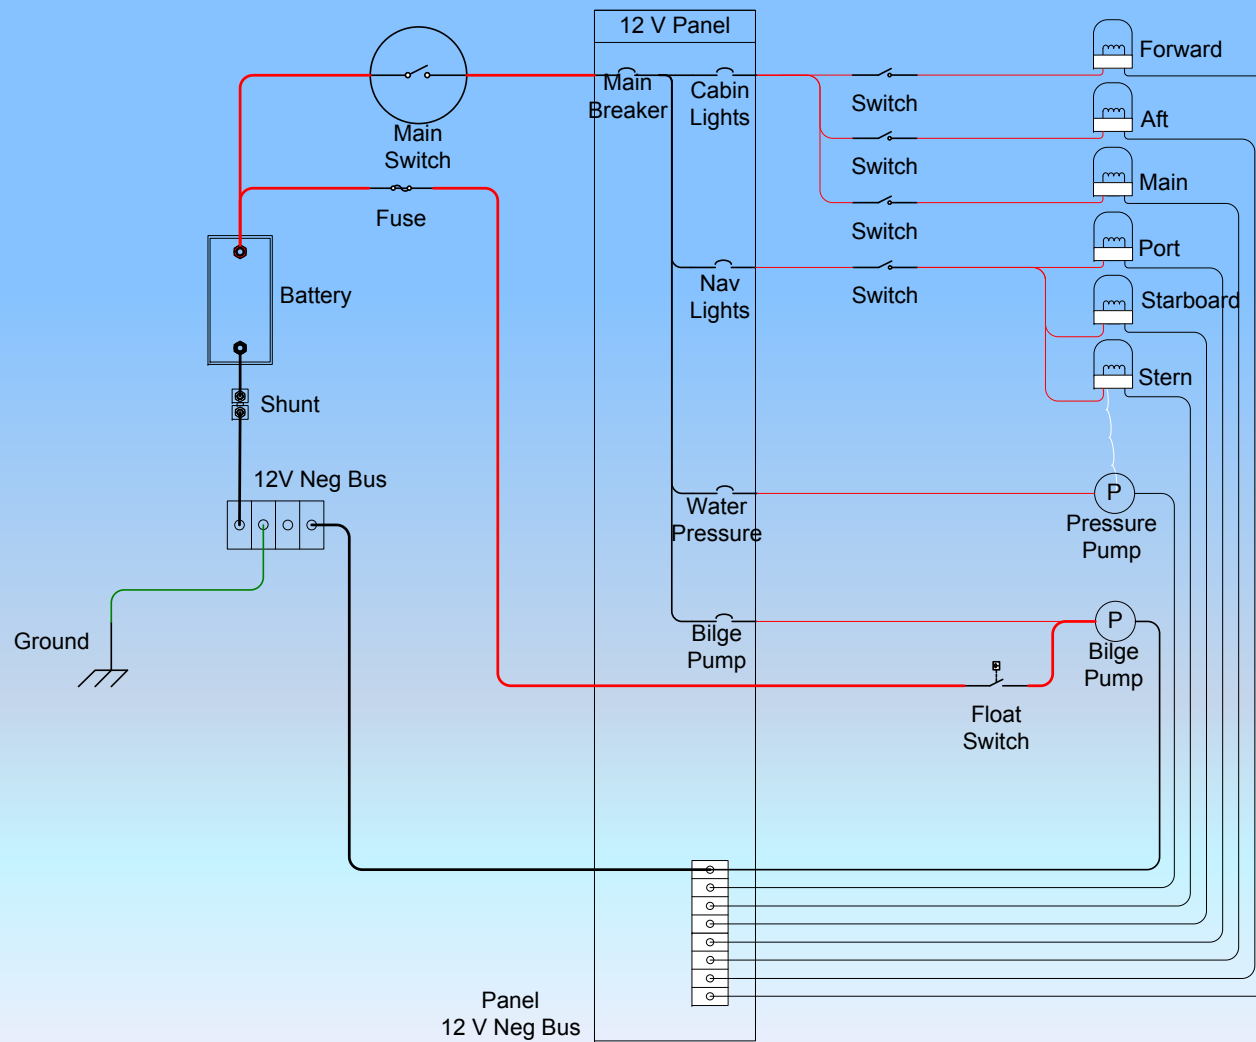 12 V Panel
Main
Switch
Main
Breaker
Cabin
Lights
Switch
Forward
Switch
Aft
Switch
Main
Fuse
Battery
Nav
Lights
Switch
Port
Starboard
Stern
Shunt
12V Neg Bus
Water
Pressure
P
Pressure
Pump
Ground
Bilge
Pump
P
Bilge
Pump
Float
Switch
Panel
12 V Neg Bus